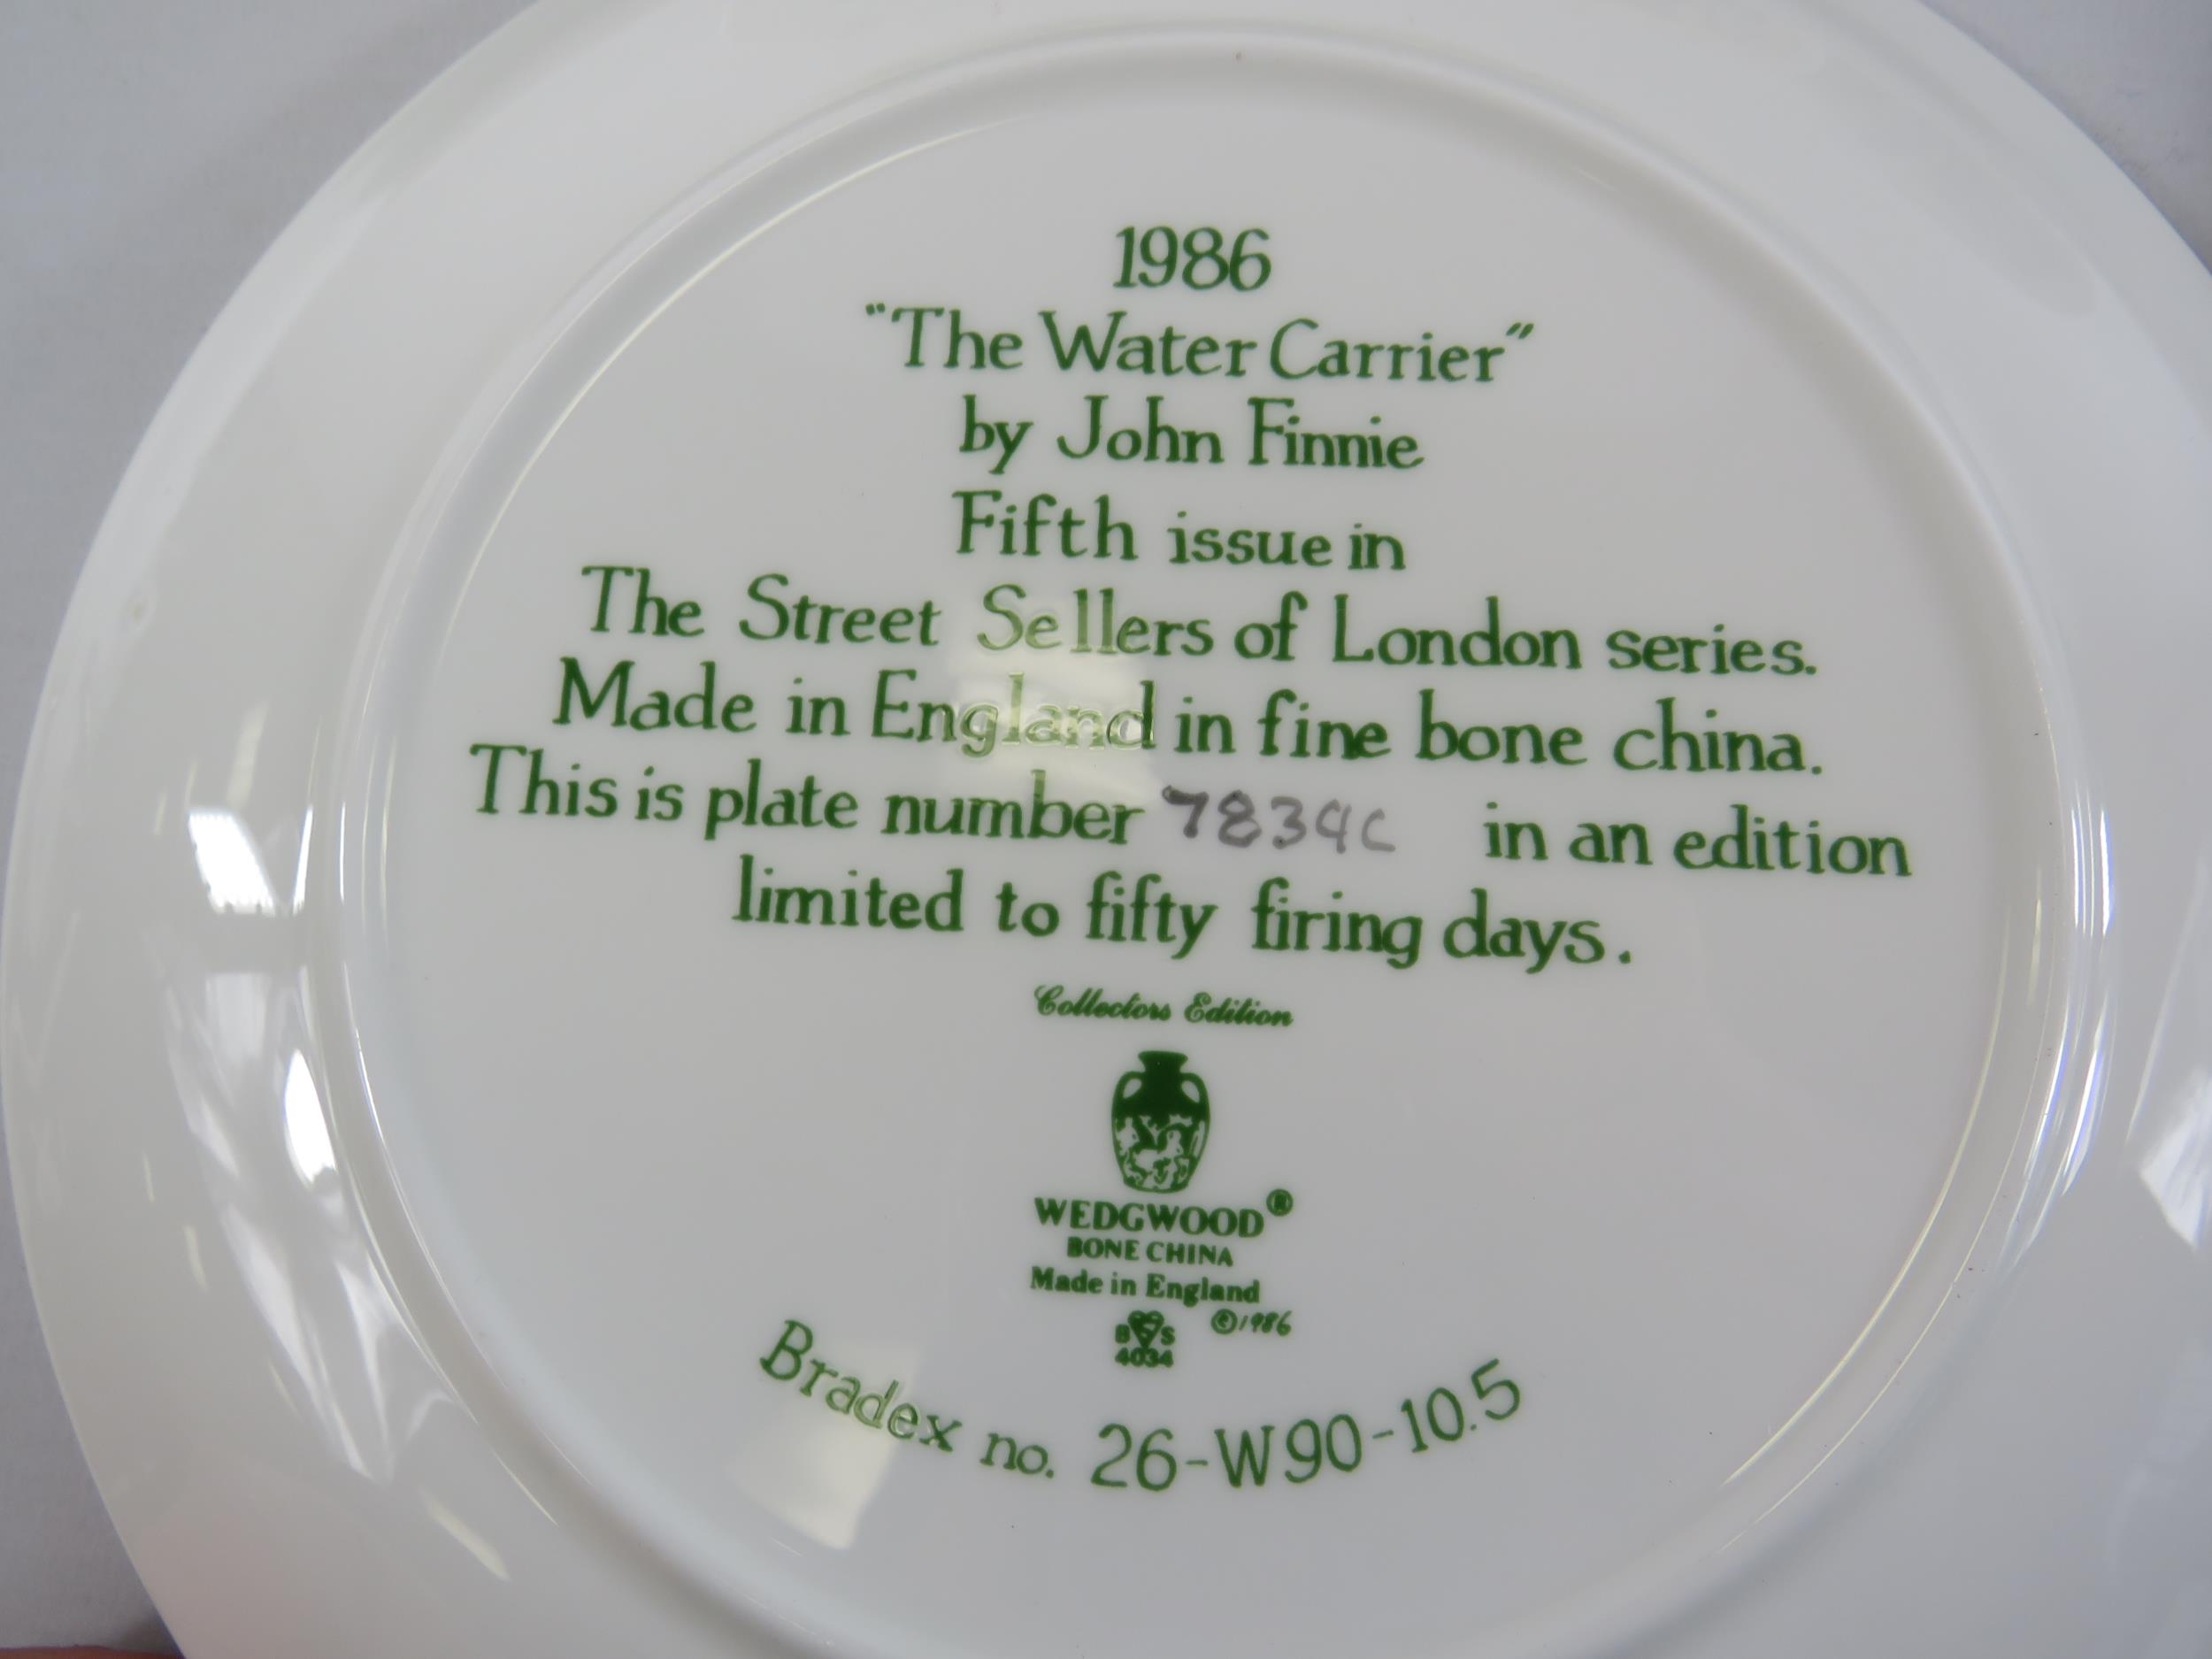 1986
"The Water Carrier"
by John Finnie
Fifth issue in
The Street Sellers of London series.
Made in England in fine bone china.
This is plate number 7839C in an edition
limited to fifty firing days.
Collectors Edition
WEDGWOOD®
BONE CHINA
Made in England
©1986
B S
4034
Bradex no. 26-W90-10.5